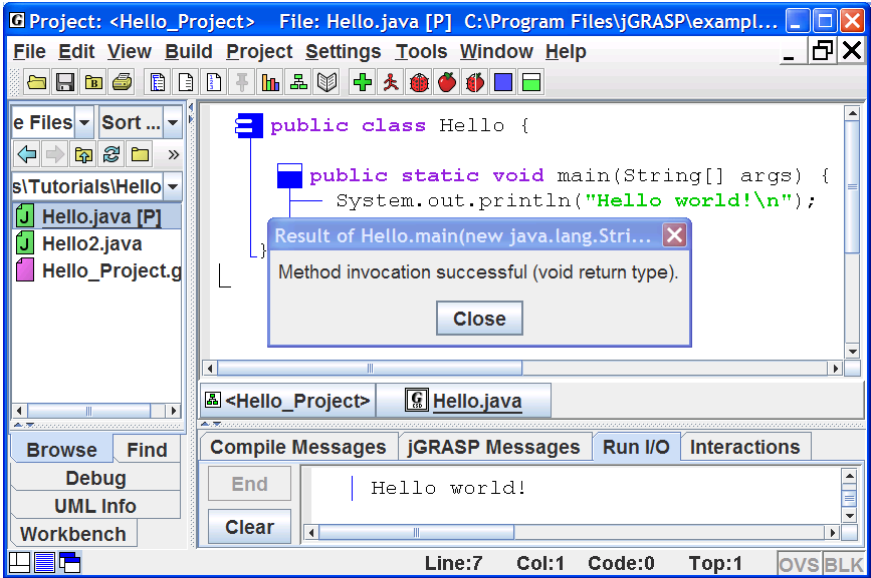 Project: <Hello_Project> File: Hello.java [P] C:\Program Files\jGRASP\exampl...
File Edit View Build Project Settings Tools Window Help
e Files Sort ...
s\Tutorials\Hello
Hello.java [P]
Hello2.java
Hello_Project.g
public class Hello {
public static void main(String[] args) {
System.out.println("Hello world!\n");
}
Result of Hello.main(new java.lang.Stri...
Method invocation successful (void return type).
Close
<Hello_Project> Hello.java
Browse Find
Debug
UML Info
Workbench
Compile Messages jGRASP Messages Run I/O Interactions
End
Clear
Hello world!
Line:7 Col:1 Code:0 Top:1 OVS BLK